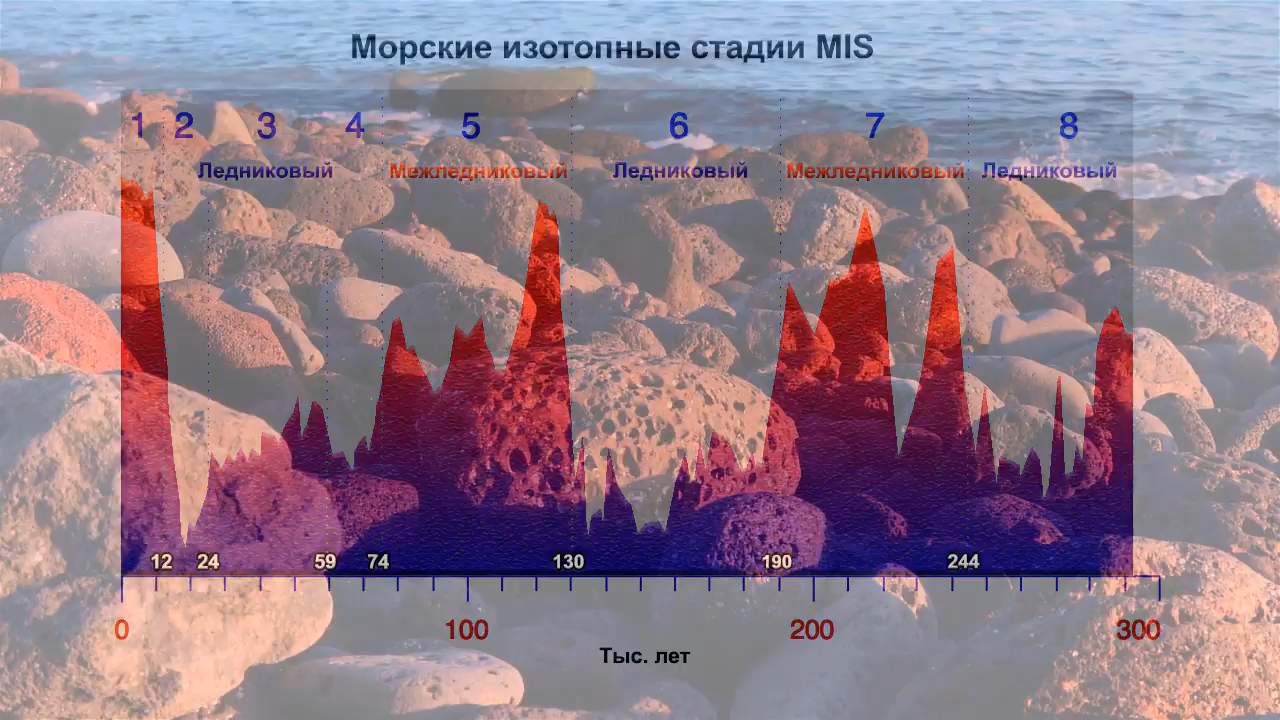 Морские изотопные стадии MIS
1 2 3 4 5 6 7 8
Ледниковый Межледниковый Ледниковый Межледниковый Ледниковый
12 24 59 74 130 190 244
0 100 200 300
Тыс. лет